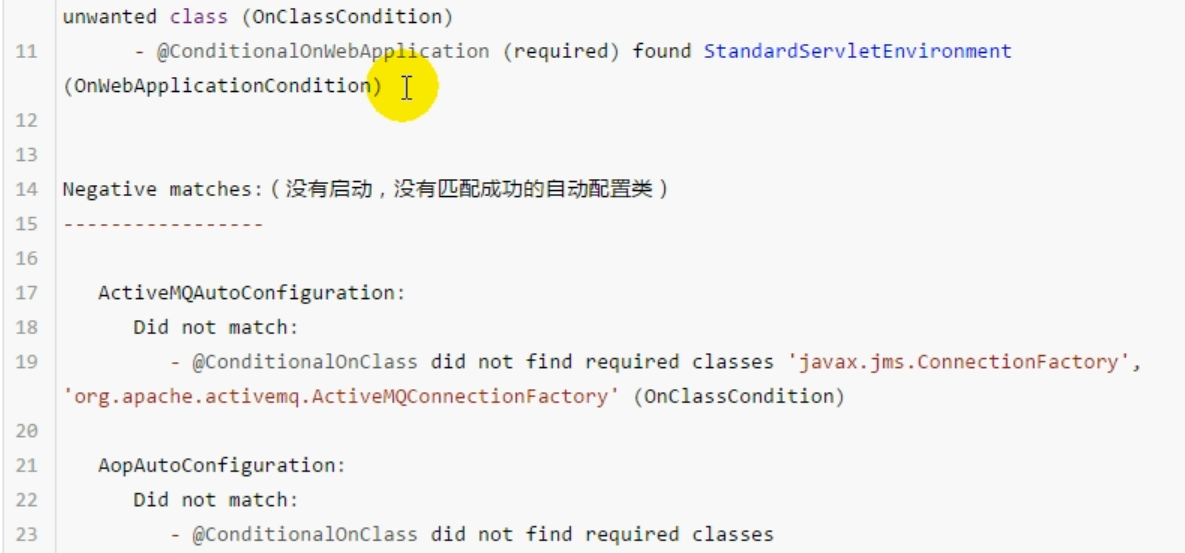 unwanted class (OnClassCondition)
11 - @ConditionalOnWebApplication (required) found StandardServletEnvironment
(OnWebApplicationCondition)
12
13
14 Negative matches:（没有启动，没有匹配成功的自动配置类）
15 -----------------
16
17 ActiveMQAutoConfiguration:
18 Did not match:
19 - @ConditionalOnClass did not find required classes 'javax.jms.ConnectionFactory',
'org.apache.activemq.ActiveMQConnectionFactory' (OnClassCondition)
20
21 AopAutoConfiguration:
22 Did not match:
23 - @ConditionalOnClass did not find required classes